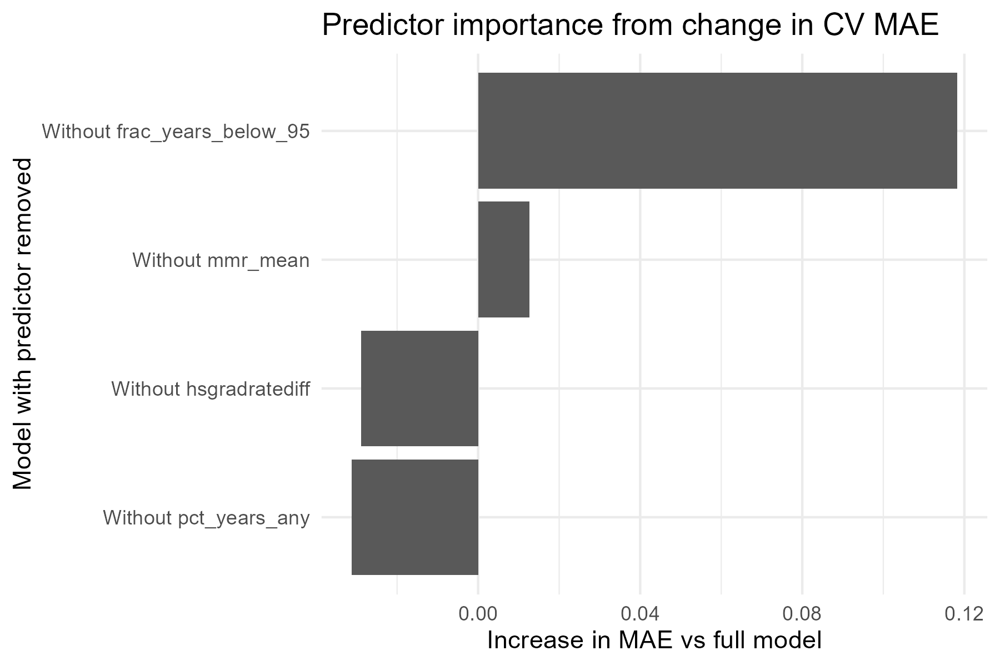 Predictor importance from change in CV MAE
Model with predictor removed
Without frac_years_below_95
Without mmr_mean
Without hsgradratediff
Without pct_years_any
0.00 0.04 0.08 0.12
Increase in MAE vs full model